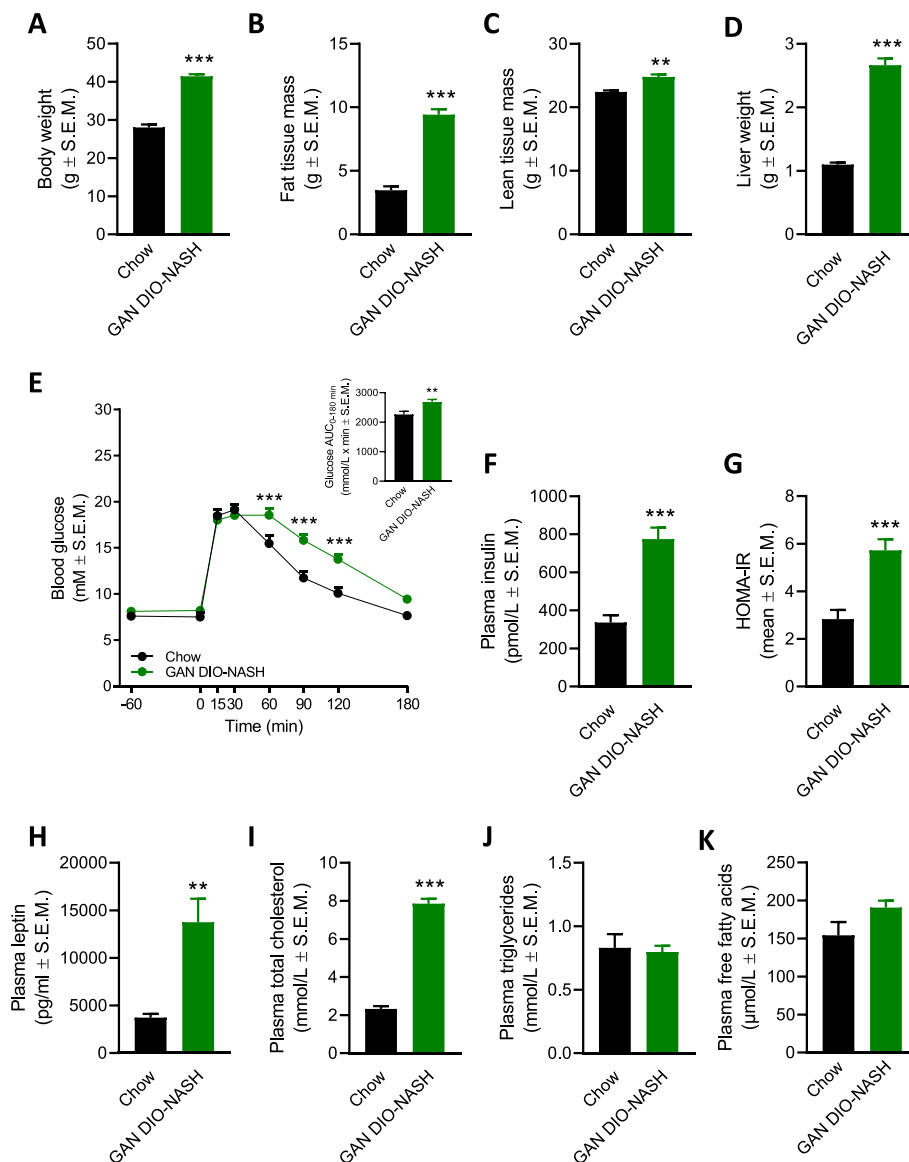 A
Body weight
(g ± S.E.M.)
50
40
30
20
10
0
***
Chow
GAN DIO-NASH
B
Fat tissue mass
(g ± S.E.M.)
15
10
5
0
***
Chow
GAN DIO-NASH
C
Lean tissue mass
(g ± S.E.M.)
30
20
10
0
**
Chow
GAN DIO-NASH
D
Liver weight
(g ± S.E.M.)
3
2
1
0
***
Chow
GAN DIO-NASH
E
Blood glucose
(mM ± S.E.M.)
30
25
20
15
10
5
0
*** *** ***
Chow
GAN DIO-NASH
-60 0 15 30 60 90 120 180
Time (min)
Glucose AUC0-180 min
(mmol/L x min ± S.E.M.)
3000
2000
1000
0
**
Chow
GAN DIO-NASH
F
Plasma insulin
(pmol/L ± S.E.M.)
1000
800
600
400
200
0
***
Chow
GAN DIO-NASH
G
HOMA-IR
(mean ± S.E.M.)
8
6
4
2
0
***
Chow
GAN DIO-NASH
H
Plasma leptin
(pg/ml ± S.E.M.)
20000
15000
10000
5000
0
**
Chow
GAN DIO-NASH
I
Plasma total cholesterol
(mmol/L ± S.E.M.)
8
6
4
2
0
***
Chow
GAN DIO-NASH
J
Plasma triglycerides
(mmol/L ± S.E.M.)
1.5
1.0
0.5
0.0
Chow
GAN DIO-NASH
K
Plasma free fatty acids
(µmol/L ± S.E.M.)
250
200
150
100
50
0
Chow
GAN DIO-NASH